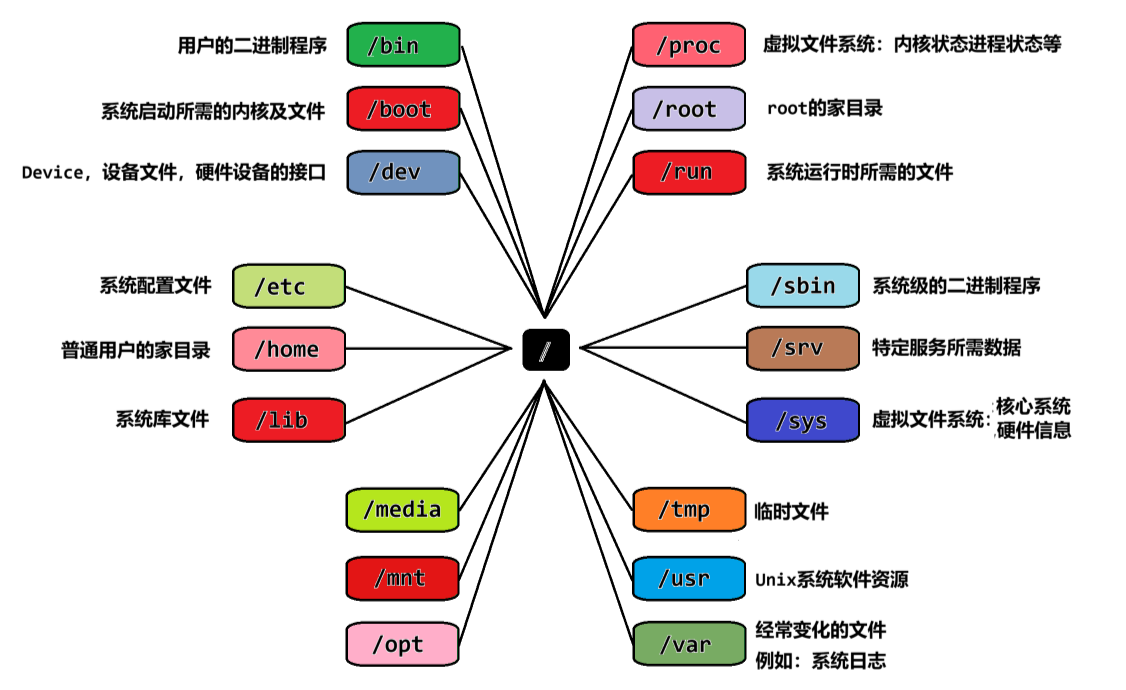 用户的二进制程序 /bin
系统启动所需的内核及文件 /boot
Device, 设备文件, 硬件设备的接口 /dev
/proc 虚拟文件系统: 内核状态进程状态等
/root root的家目录
/run 系统运行时所需的文件
系统配置文件 /etc
普通用户的家目录 /home
系统库文件 /lib
/
/sbin 系统级的二进制程序
/srv 特定服务所需数据
/sys 虚拟文件系统: 核心系统
硬件信息
/media
/mnt
/opt
/tmp 临时文件
/usr Unix系统软件资源
/var 经常变化的文件
例如: 系统日志